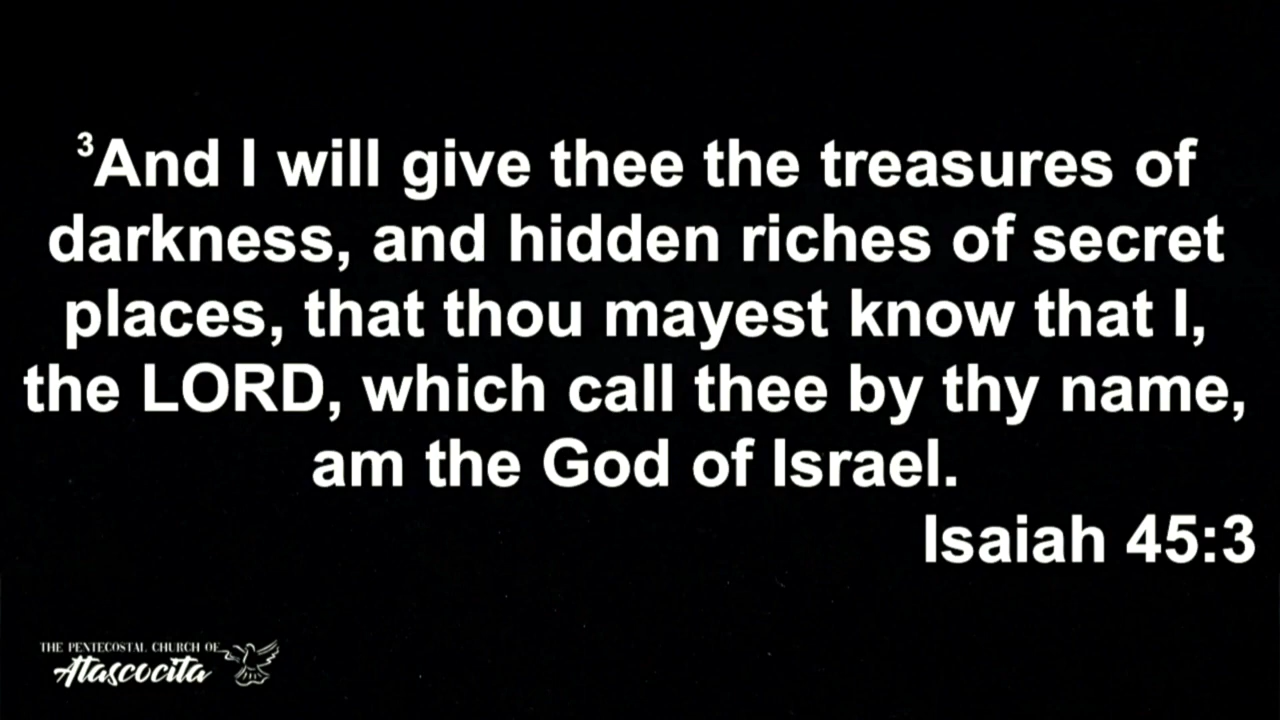 ³And I will give thee the treasures of
darkness, and hidden riches of secret
places, that thou mayest know that I,
the LORD, which call thee by thy name,
am the God of Israel.
Isaiah 45:3
THE PENTECOSTAL CHURCH OF
Atascocita